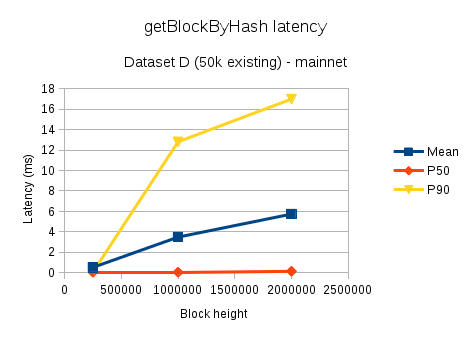 getBlockByHash latency
Dataset D (50k existing) - mainnet
18
16
14
12
10
8
6
4
2
0
Latency (ms)
0 500000 1000000 1500000 2000000 2500000
Block height
Mean
P50
P90